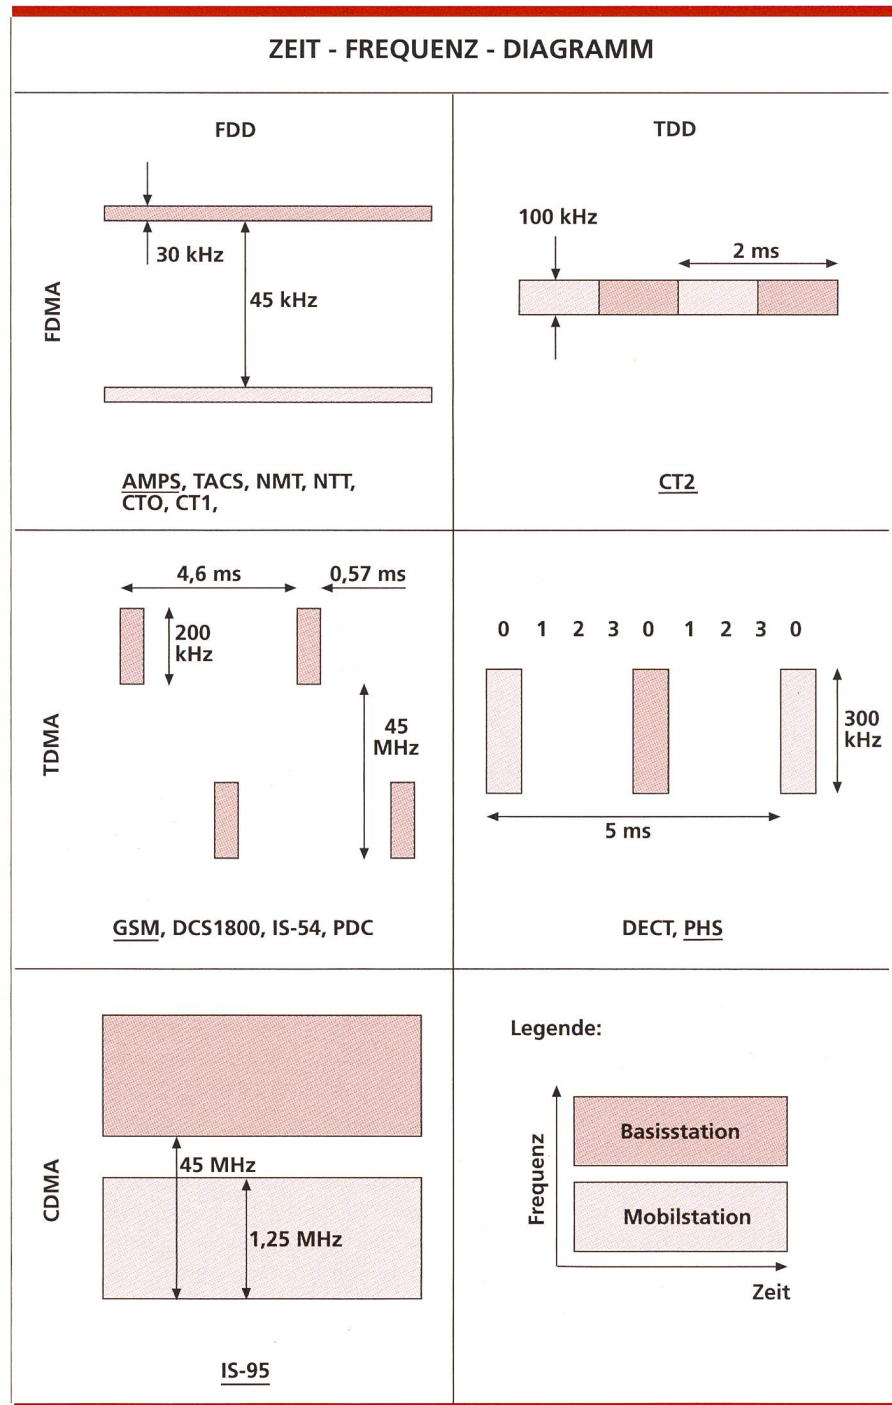 ZEIT - FREQUENZ - DIAGRAMM
FDD
TDD
FDMA
30 kHz
45 kHz
100 kHz
2 ms
AMPS, TACS, NMT, NTT,
CTO, CT1,
CT2
TDMA
4,6 ms
0,57 ms
200
kHz
45
MHz
GSM, DCS1800, IS-54, PDC
0 1 2 3 0 1 2 3 0
300
kHz
5 ms
DECT, PHS
CDMA
45 MHz
1,25 MHz
IS-95
Legende:
Frequenz
Basisstation
Mobilstation
Zeit